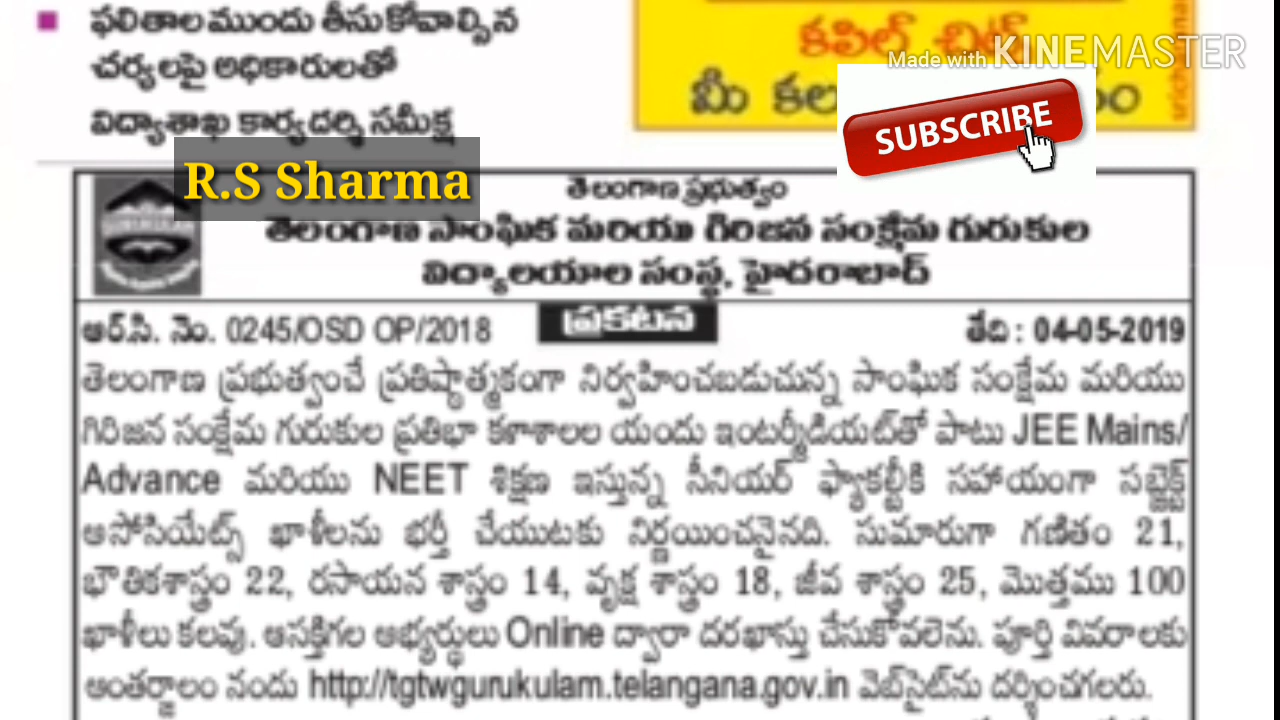 ఫలితాల ముందు తీసుకోవాల్సిన
చర్యలపై అధికారులతో
విద్యాశాఖ కార్యదర్శి సమీక్ష
కపిల్ చిట్
మీ కల
Made with KINEMASTER
SUBSCRIBE
R.S Sharma
తెలంగాణ ప్రభుత్వం
తెలంగాణ సాంఘిక మరియు గిరిజన సంక్షేమ గురుకుల
విద్యాలయాల సంస్థ, హైదరాబాద్
ఆర్.సి. నెం. 0245/OSD OP/2018 ప్రకటన తేది : 04-05-2019
తెలంగాణ ప్రభుత్వంచే ప్రతిష్ఠాత్మకంగా నిర్వహించబడుచున్న సాంఘిక సంక్షేమ మరియు
గిరిజన సంక్షేమ గురుకుల ప్రతిభా కళాశాలల యందు ఇంటర్మీడియట్‌తో పాటు JEE Mains/
Advance మరియు NEET శిక్షణ ఇస్తున్న సీనియర్ ఫ్యాకల్టీకి సహాయంగా సబ్జెక్ట్
అసోసియేట్స్ ఖాళీలను భర్తీ చేయుటకు నిర్ణయించనైనది. సుమారుగా గణితం 21,
భౌతికశాస్త్రం 22, రసాయన శాస్త్రం 14, వృక్ష శాస్త్రం 18, జీవ శాస్త్రం 25, మొత్తము 100
ఖాళీలు కలవు. ఆసక్తిగల అభ్యర్థులు Online ద్వారా దరఖాస్తు చేసుకోవలెను. పూర్తి వివరాలకు
అంతర్జాలం నందు http://tgtwgurukulam.telangana.gov.in వెబ్‌సైట్‌ను దర్శించగలరు.